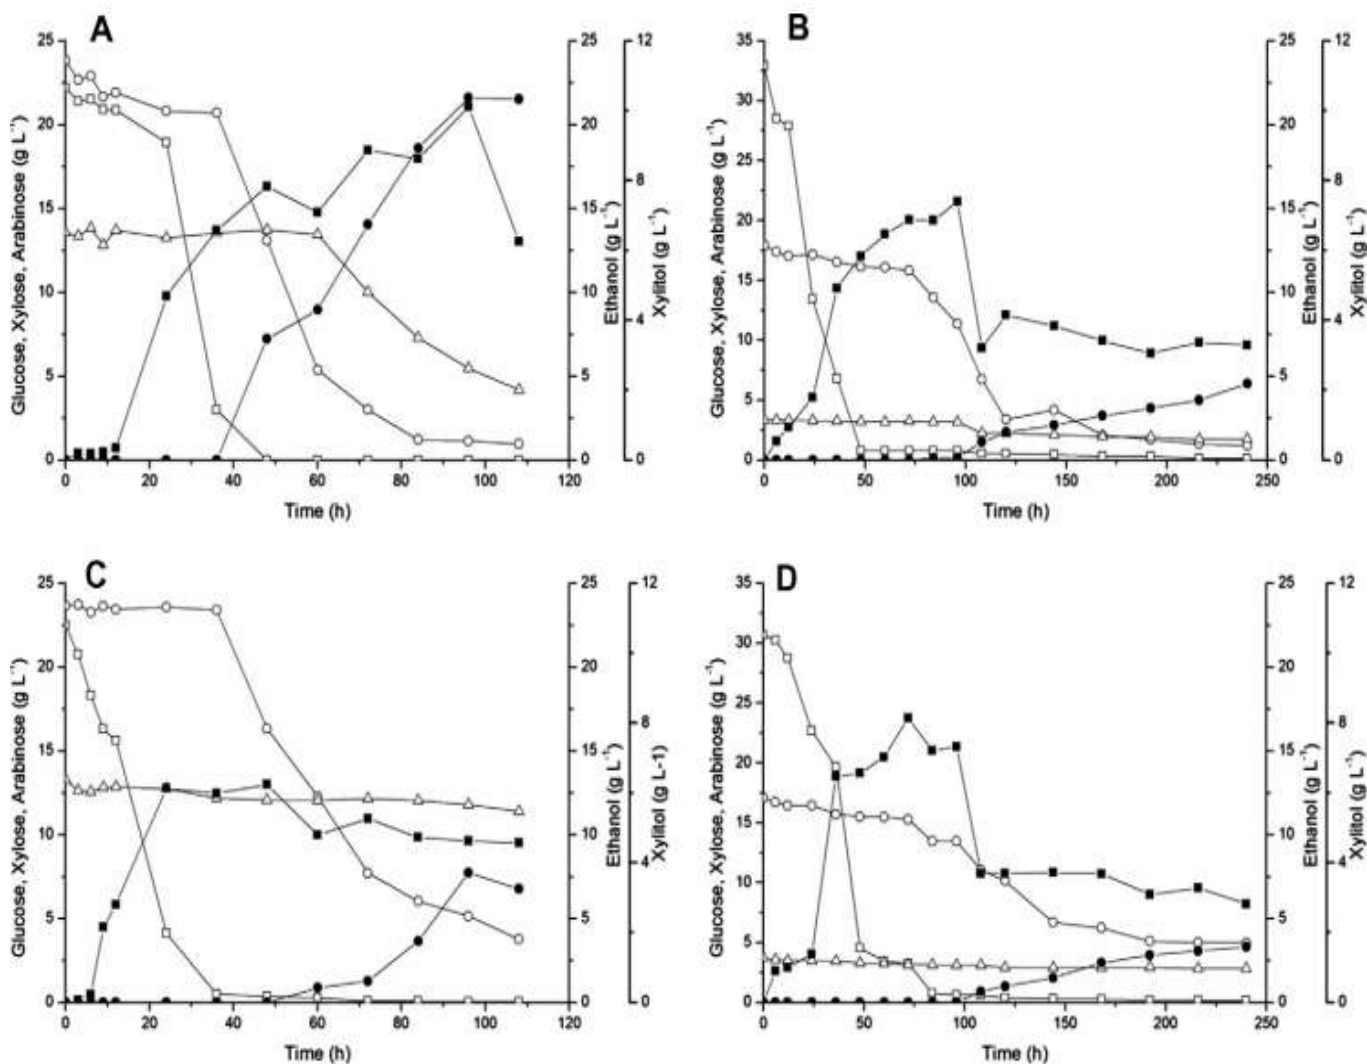 A
B
25
20
15
10
5
0
Glucose, Xylose, Arabinose (g L⁻¹)
0 20 40 60 80 100 120
Time (h)
25
20
15
10
5
0
Ethanol (g L⁻¹)
12
8
4
0
Xylitol (g L⁻¹)
35
30
25
20
15
10
5
0
Glucose, Xylose, Arabinose (g L⁻¹)
0 50 100 150 200 250
Time (h)
25
20
15
10
5
0
Ethanol (g L⁻¹)
12
8
4
0
Xylitol (g L⁻¹)
C
D
25
20
15
10
5
0
Glucose, Xylose, Arabinose (g L⁻¹)
0 20 40 60 80 100 120
Time (h)
25
20
15
10
5
0
Ethanol (g L⁻¹)
12
8
4
0
Xylitol (g L-1)
35
30
25
20
15
10
5
0
Glucose, Xylose, Arabinose (g L⁻¹)
0 50 100 150 200 250
Time (h)
25
20
15
10
5
0
Ethanol (g L⁻¹)
12
8
4
0
Xylitol (g L⁻¹)